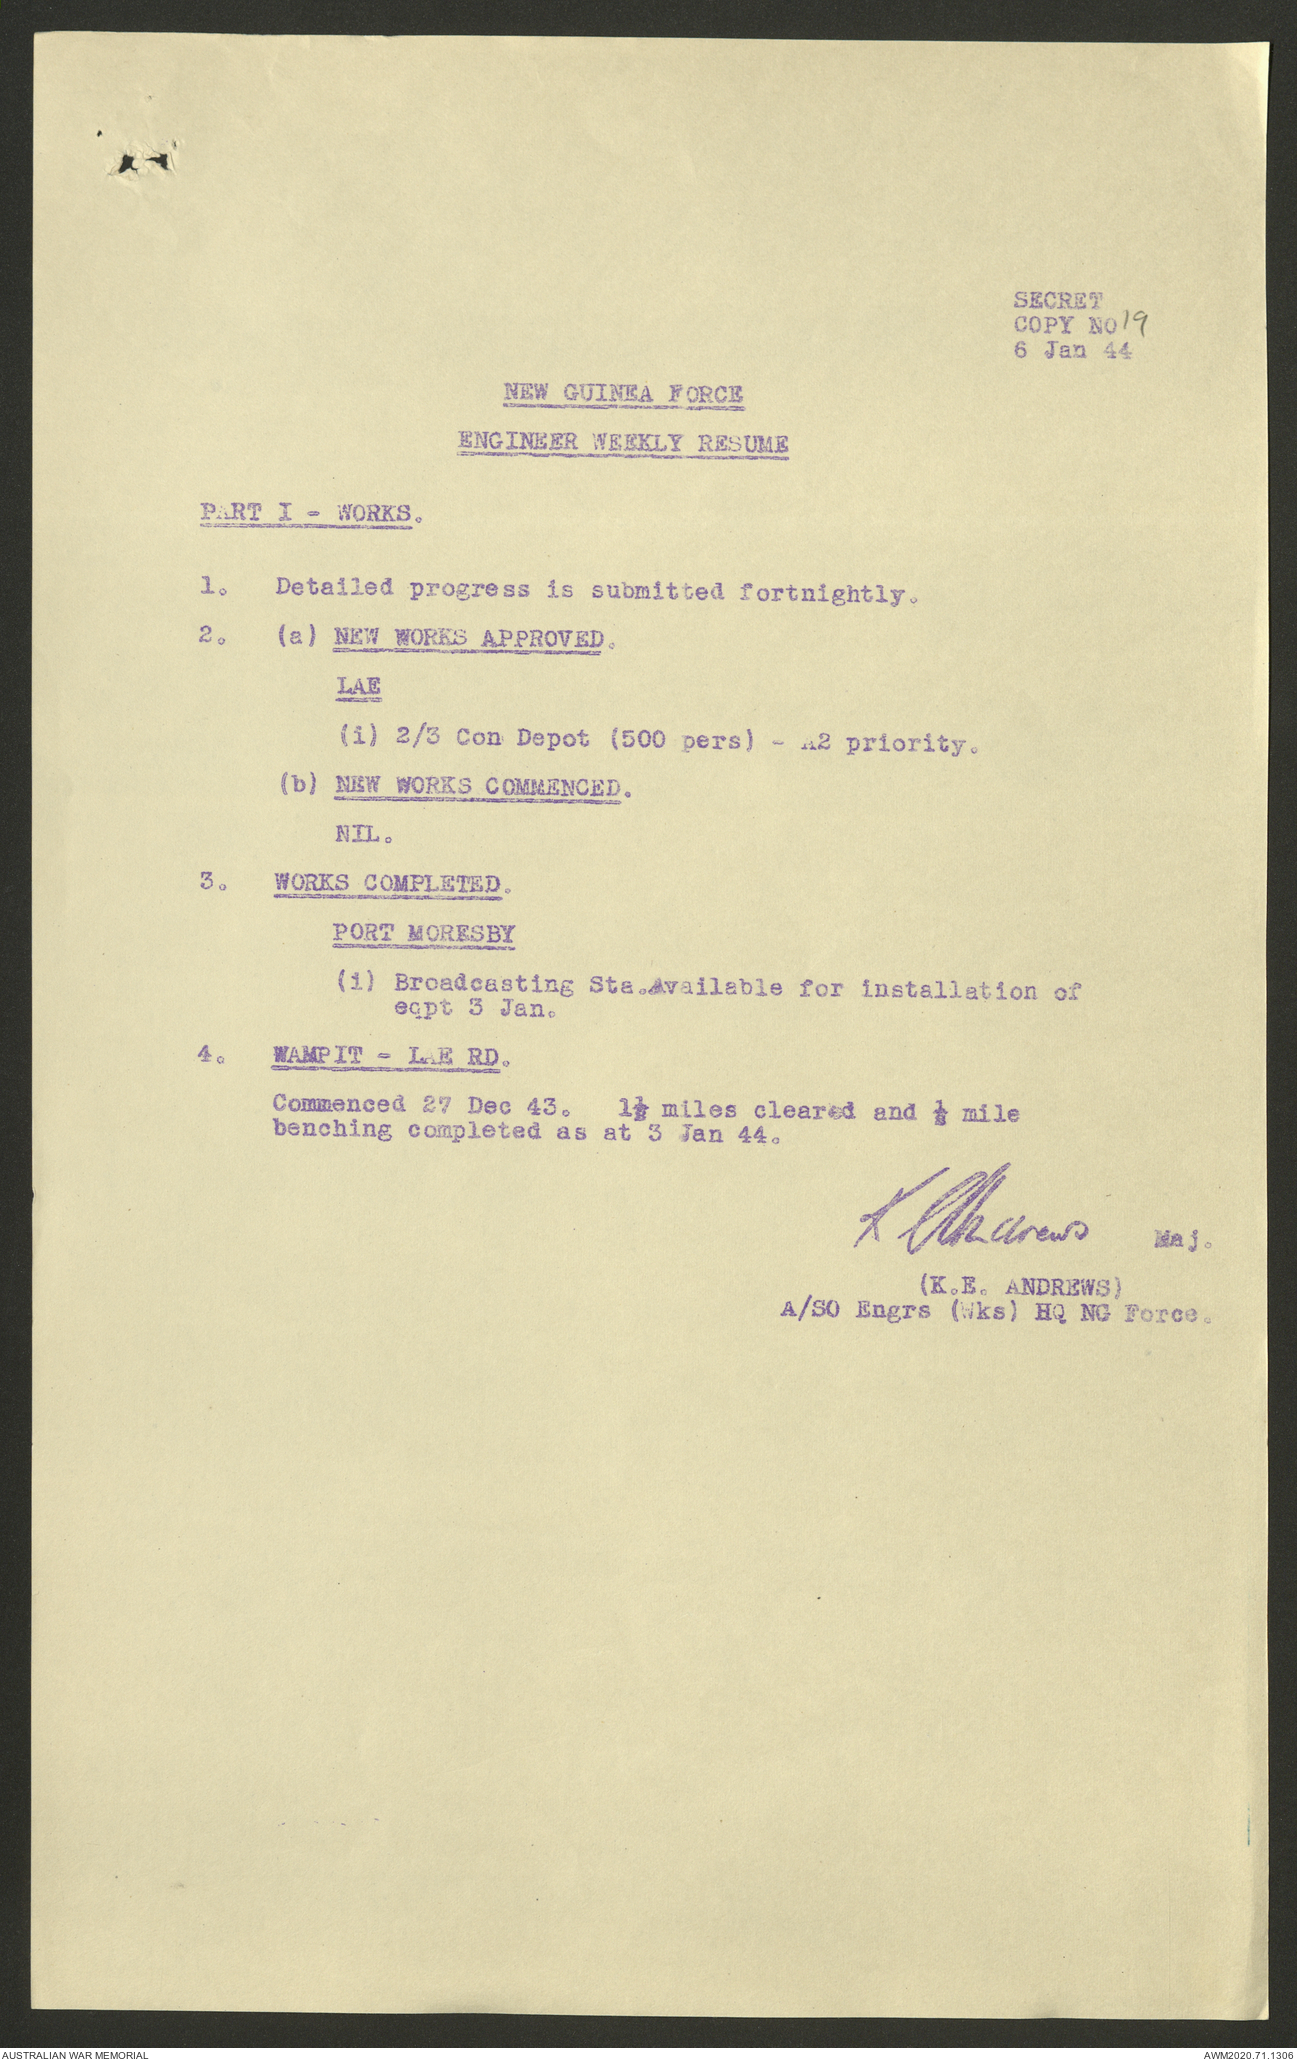 SECRET
COPY NO 19
6 Jan 44
NEW GUINEA FORCE
ENGINEER WEEKLY RESUME
PART I - WORKS.
1. Detailed progress is submitted fortnightly.
2. (a) NEW WORKS APPROVED.
LAE
(i) 2/3 Con Depot (500 pers) - A2 priority.
(b) NEW WORKS COMMENCED.
NIL.
3. WORKS COMPLETED.
PORT MORESBY
(i) Broadcasting Sta. Available for installation of
eqpt 3 Jan.
4. WAMPIT - LAE RD.
Commenced 27 Dec 43. miles cleared and mile
benching completed as at 3 Jan 44.
K E Andrews Maj.
(K.E. ANDREWS)
A/SO Engrs (Wks) HQ NG Force.
AUSTRALIAN WAR MEMORIAL
AWM2020.71.1306